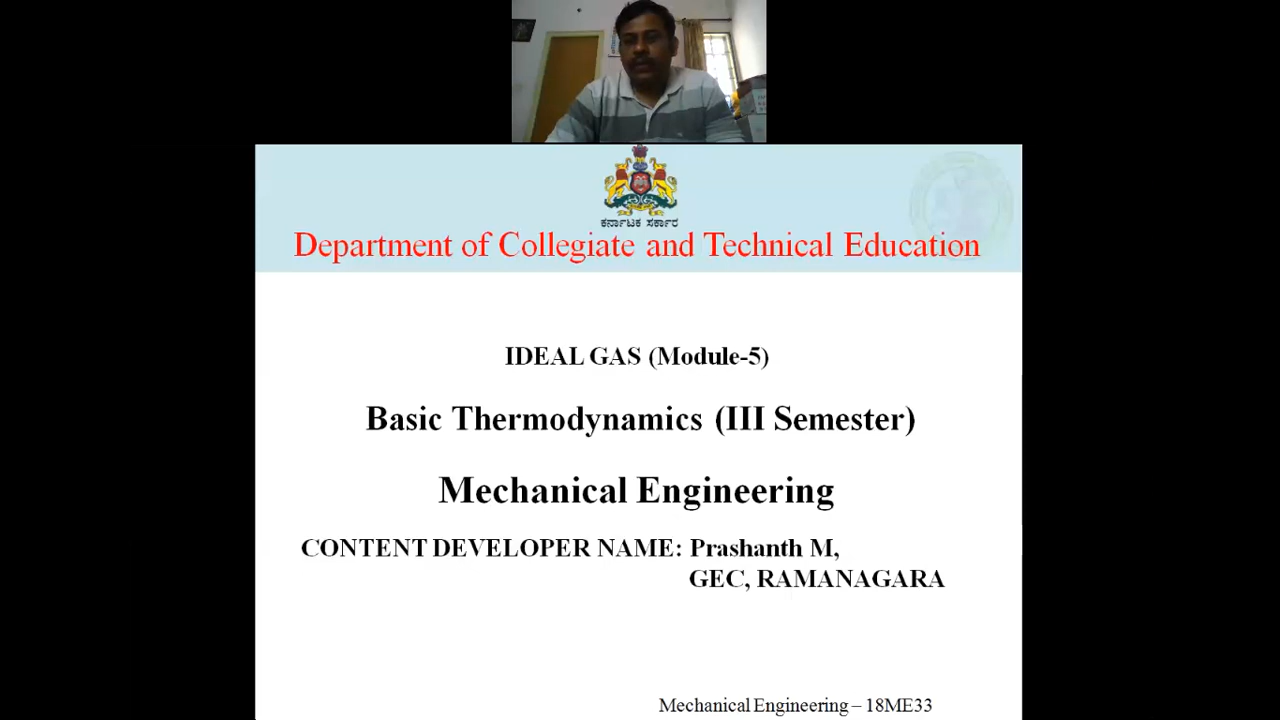 ಕರ್ನಾಟಕ ಸರ್ಕಾರ
Department of Collegiate and Technical Education
IDEAL GAS (Module-5)
Basic Thermodynamics (III Semester)
Mechanical Engineering
CONTENT DEVELOPER NAME: Prashanth M,
GEC, RAMANAGARA
Mechanical Engineering – 18ME33